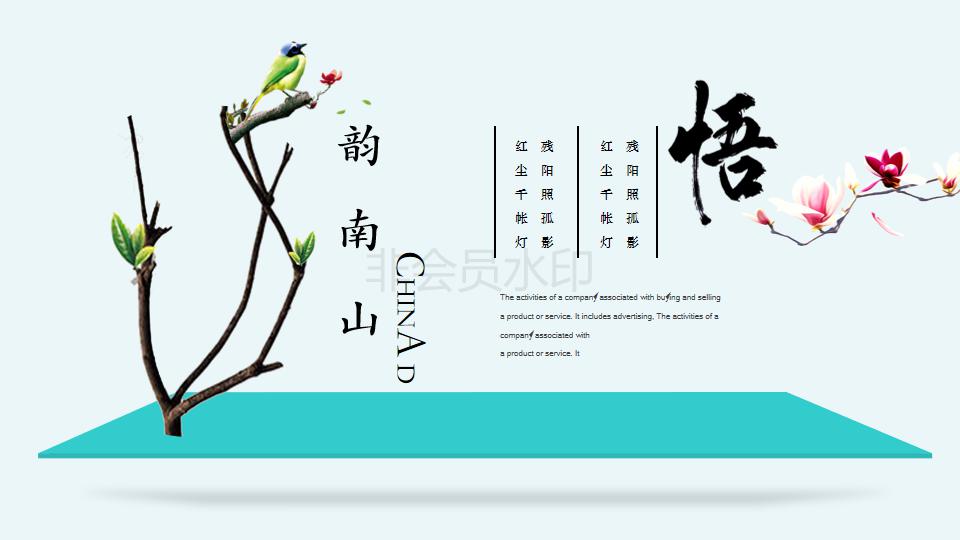 韵南山
CHINA D
残阳照孤影
红尘千帐灯
残阳照孤影
红尘千帐灯
悟
非会员水印
The activities of a company associated with buying and selling
a product or service. It includes advertising, The activities of a
company associated with
a product or service. It